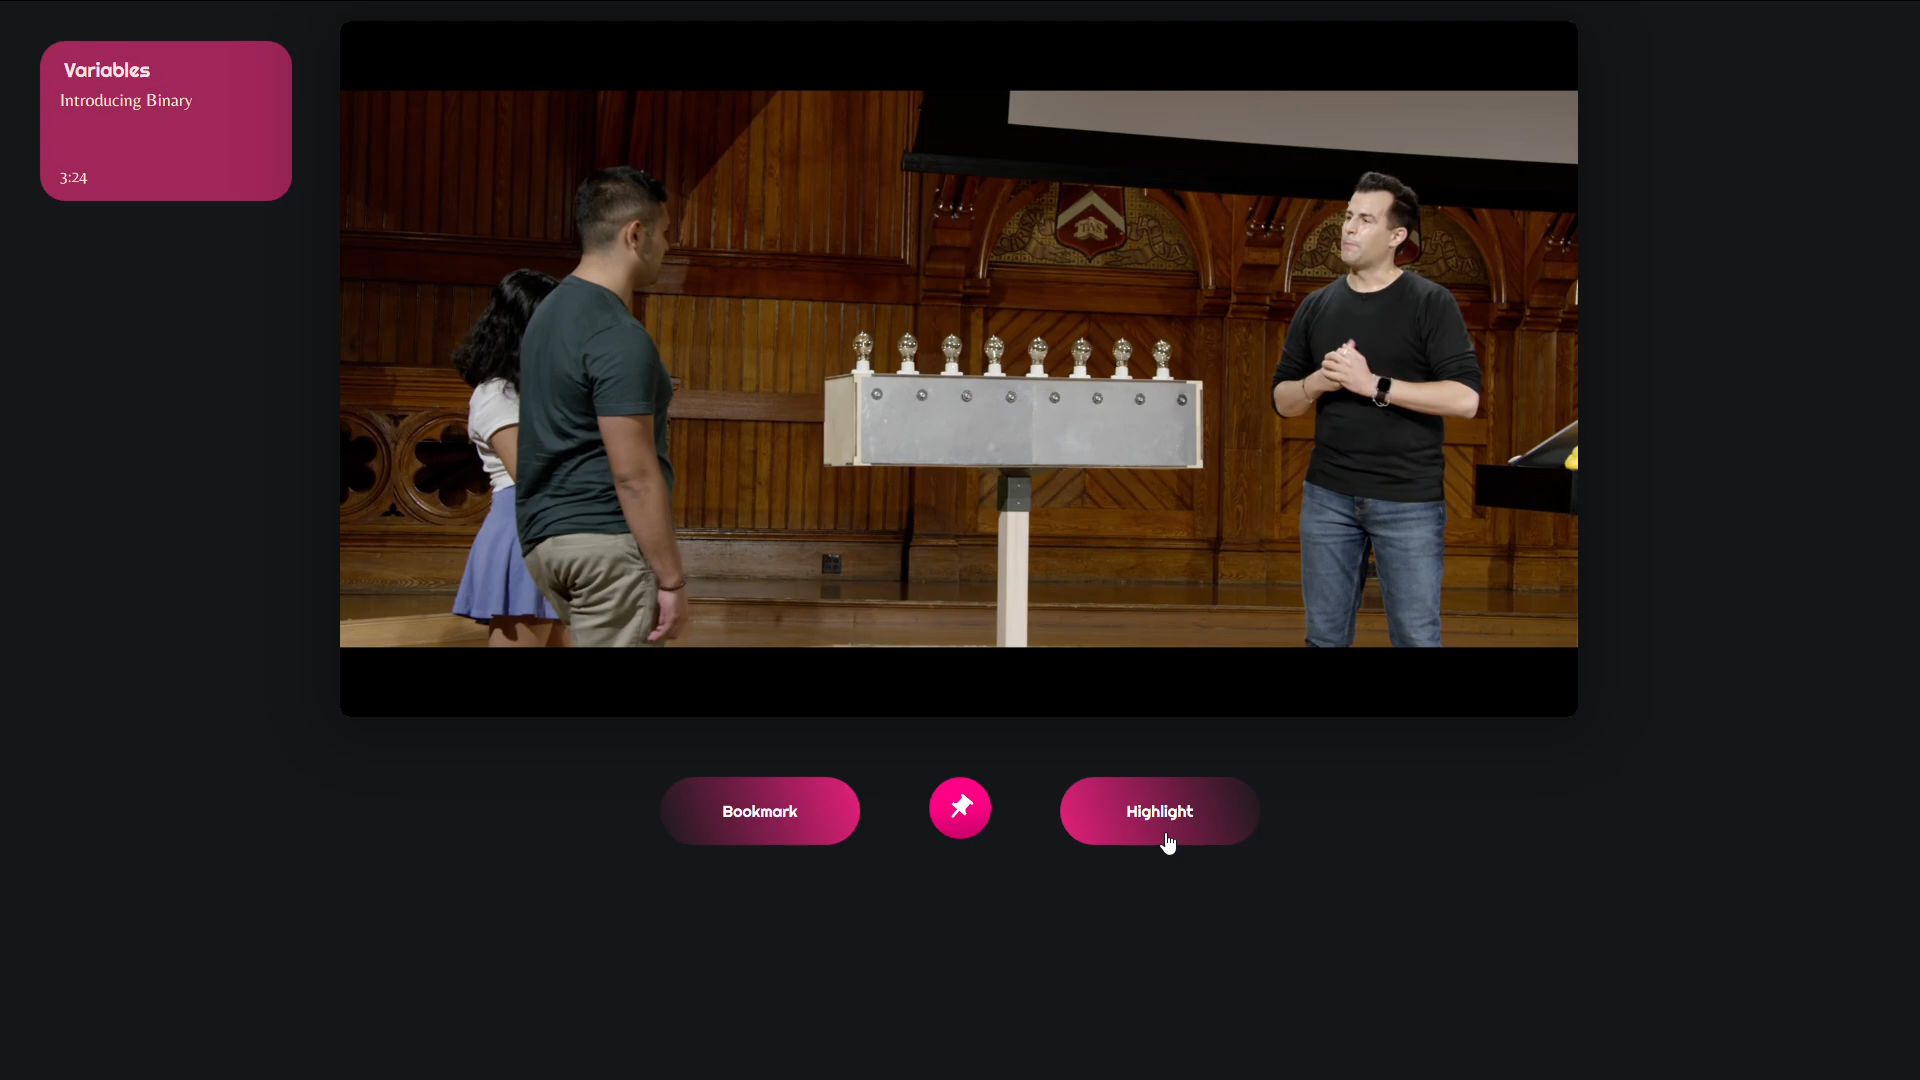 Variables
Introducing Binary
3:24
Bookmark
Highlight